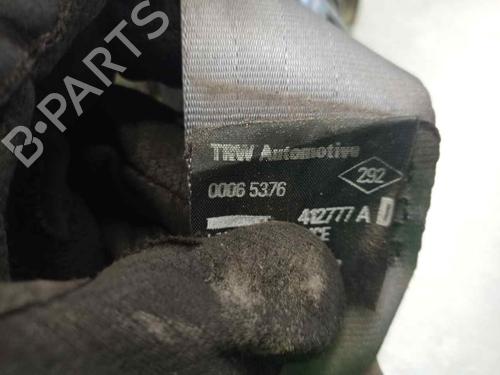 B-PARTS
TRW Automotive
0006 5376
292
412777 A D